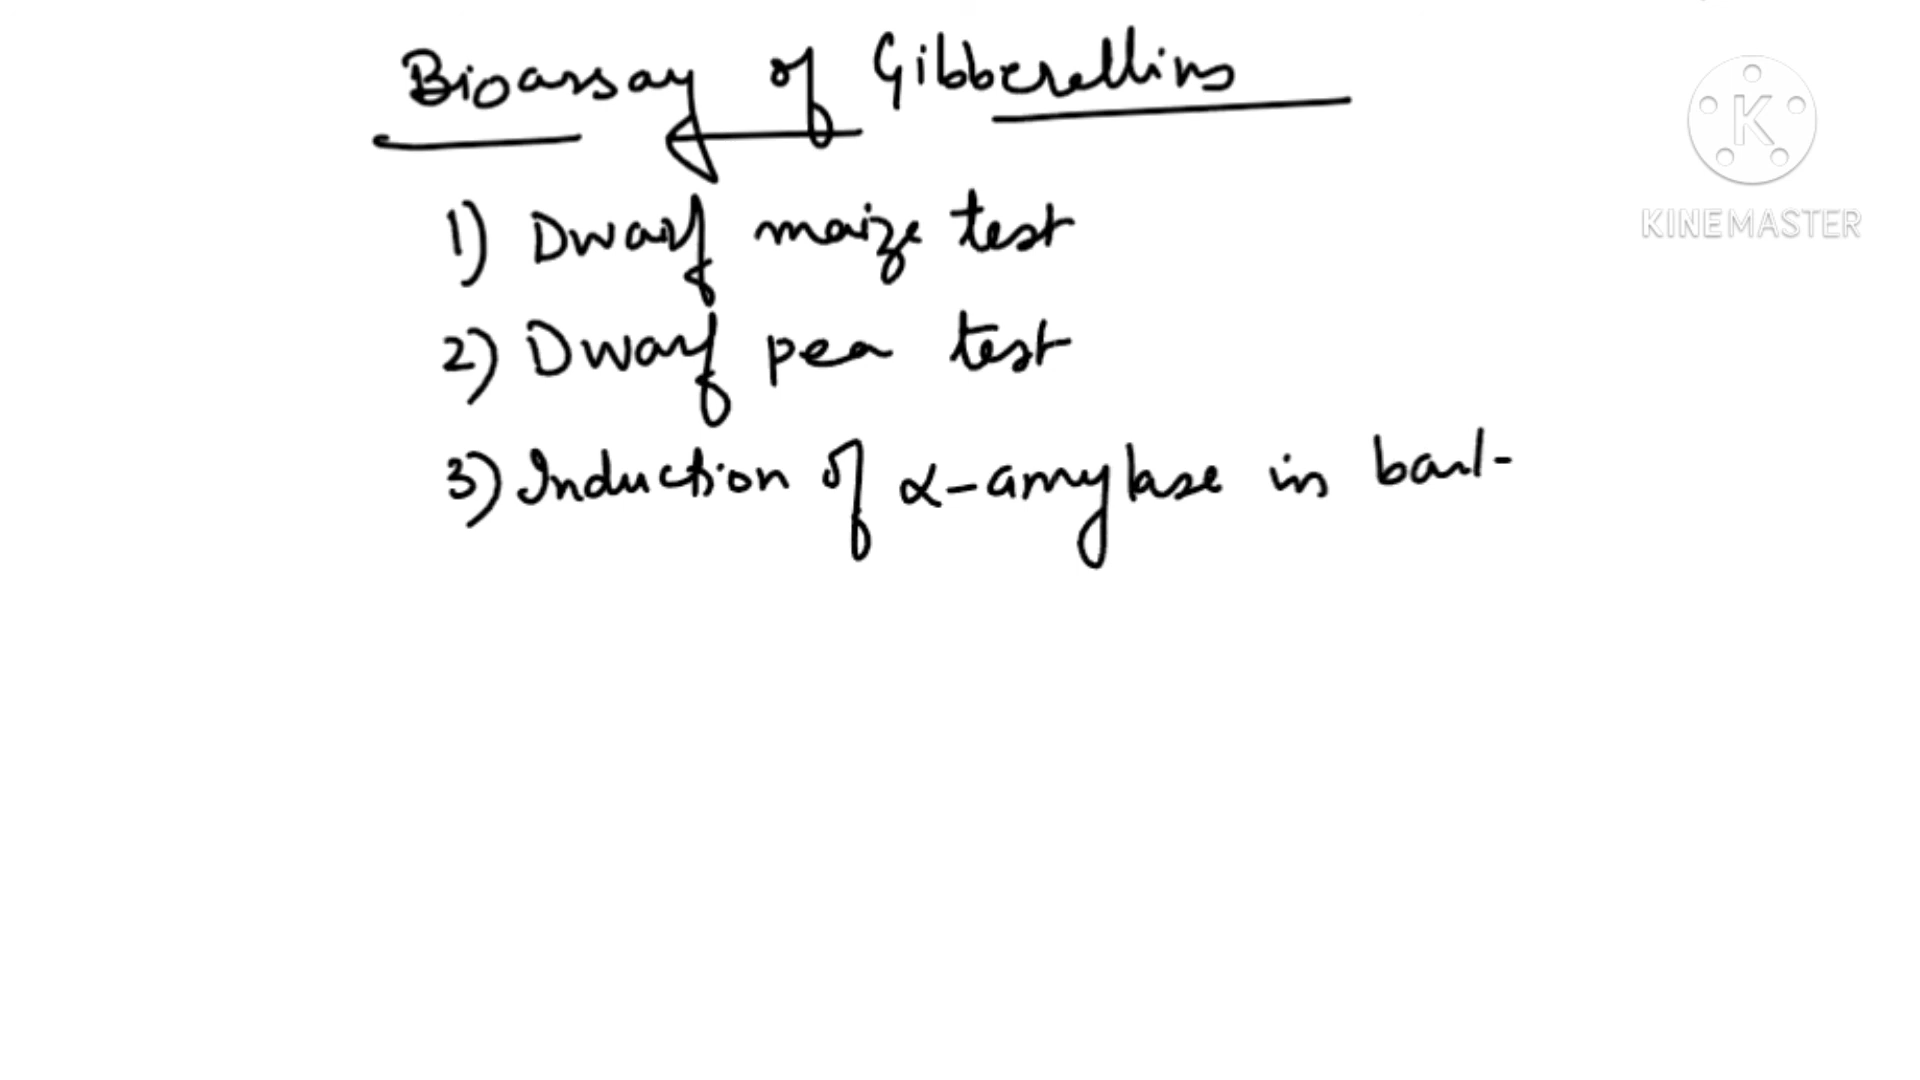 Bioassay of Gibberellins
K
KINEMASTER
1) Dwarf maize test
2) Dwarf pea test
3) Induction of α-amylase in barl-